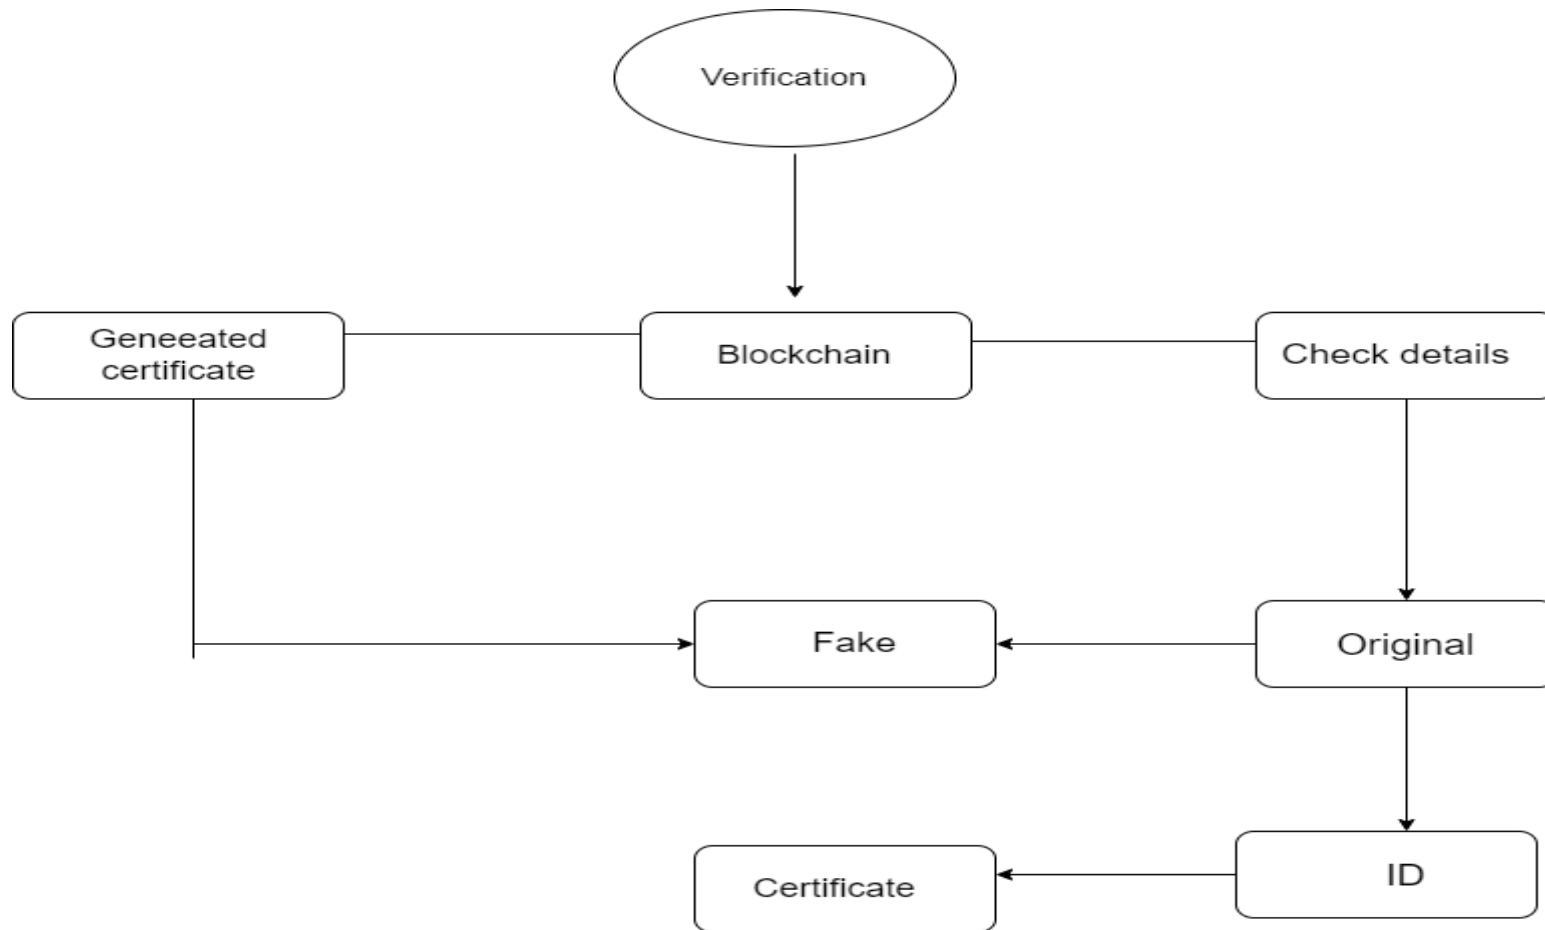 Verification
Geneeated
certificate
Blockchain
Check details
Fake
Original
ID
Certificate